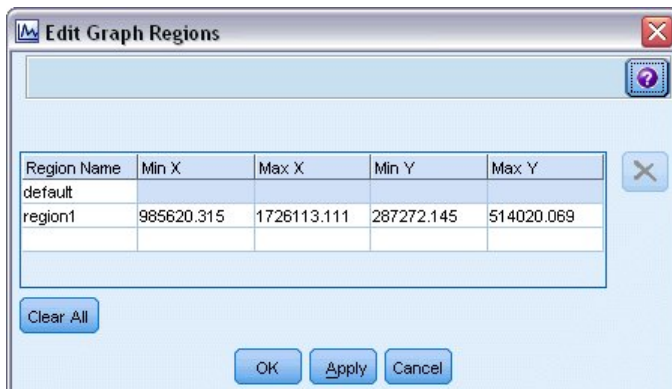 Edit Graph Regions
Region Name Min X Max X Min Y Max Y
default
region1 985620.315 1726113.111 287272.145 514020.069
Clear All
OK Apply Cancel